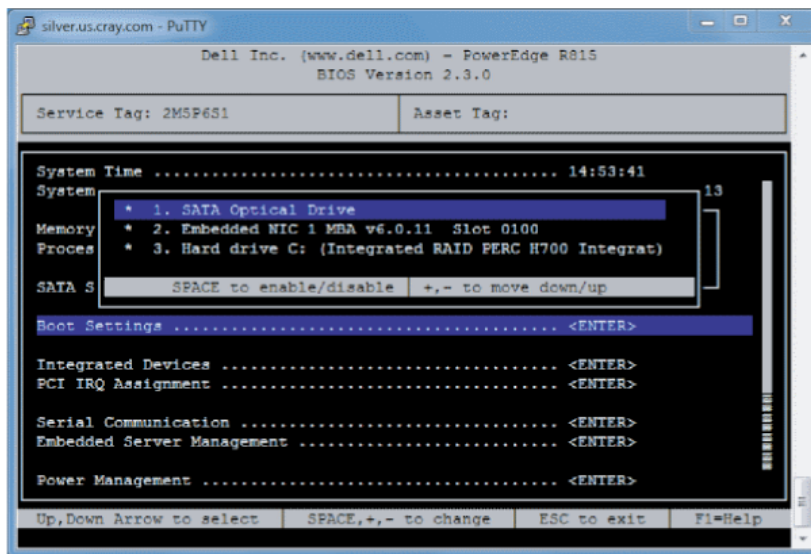 silver.us.cray.com - PuTTY
Dell Inc. (www.dell.com) - PowerEdge R815
BIOS Version 2.3.0
Service Tag: 2M5P6S1 Asset Tag:
System Time ........................................... 14:53:41
System 13
* 1. SATA Optical Drive
Memory * 2. Embedded NIC 1 MBA v6.0.11 Slot 0100
Proces * 3. Hard drive C: (Integrated RAID PERC H700 Integrat)
SATA S SPACE to enable/disable +,- to move down/up
Boot Settings ......................................... <ENTER>
Integrated Devices .................................... <ENTER>
PCI IRQ Assignment .................................... <ENTER>
Serial Communication .................................. <ENTER>
Embedded Server Management ............................ <ENTER>
Power Management ...................................... <ENTER>
Up,Down Arrow to select SPACE,+,- to change ESC to exit F1=Help